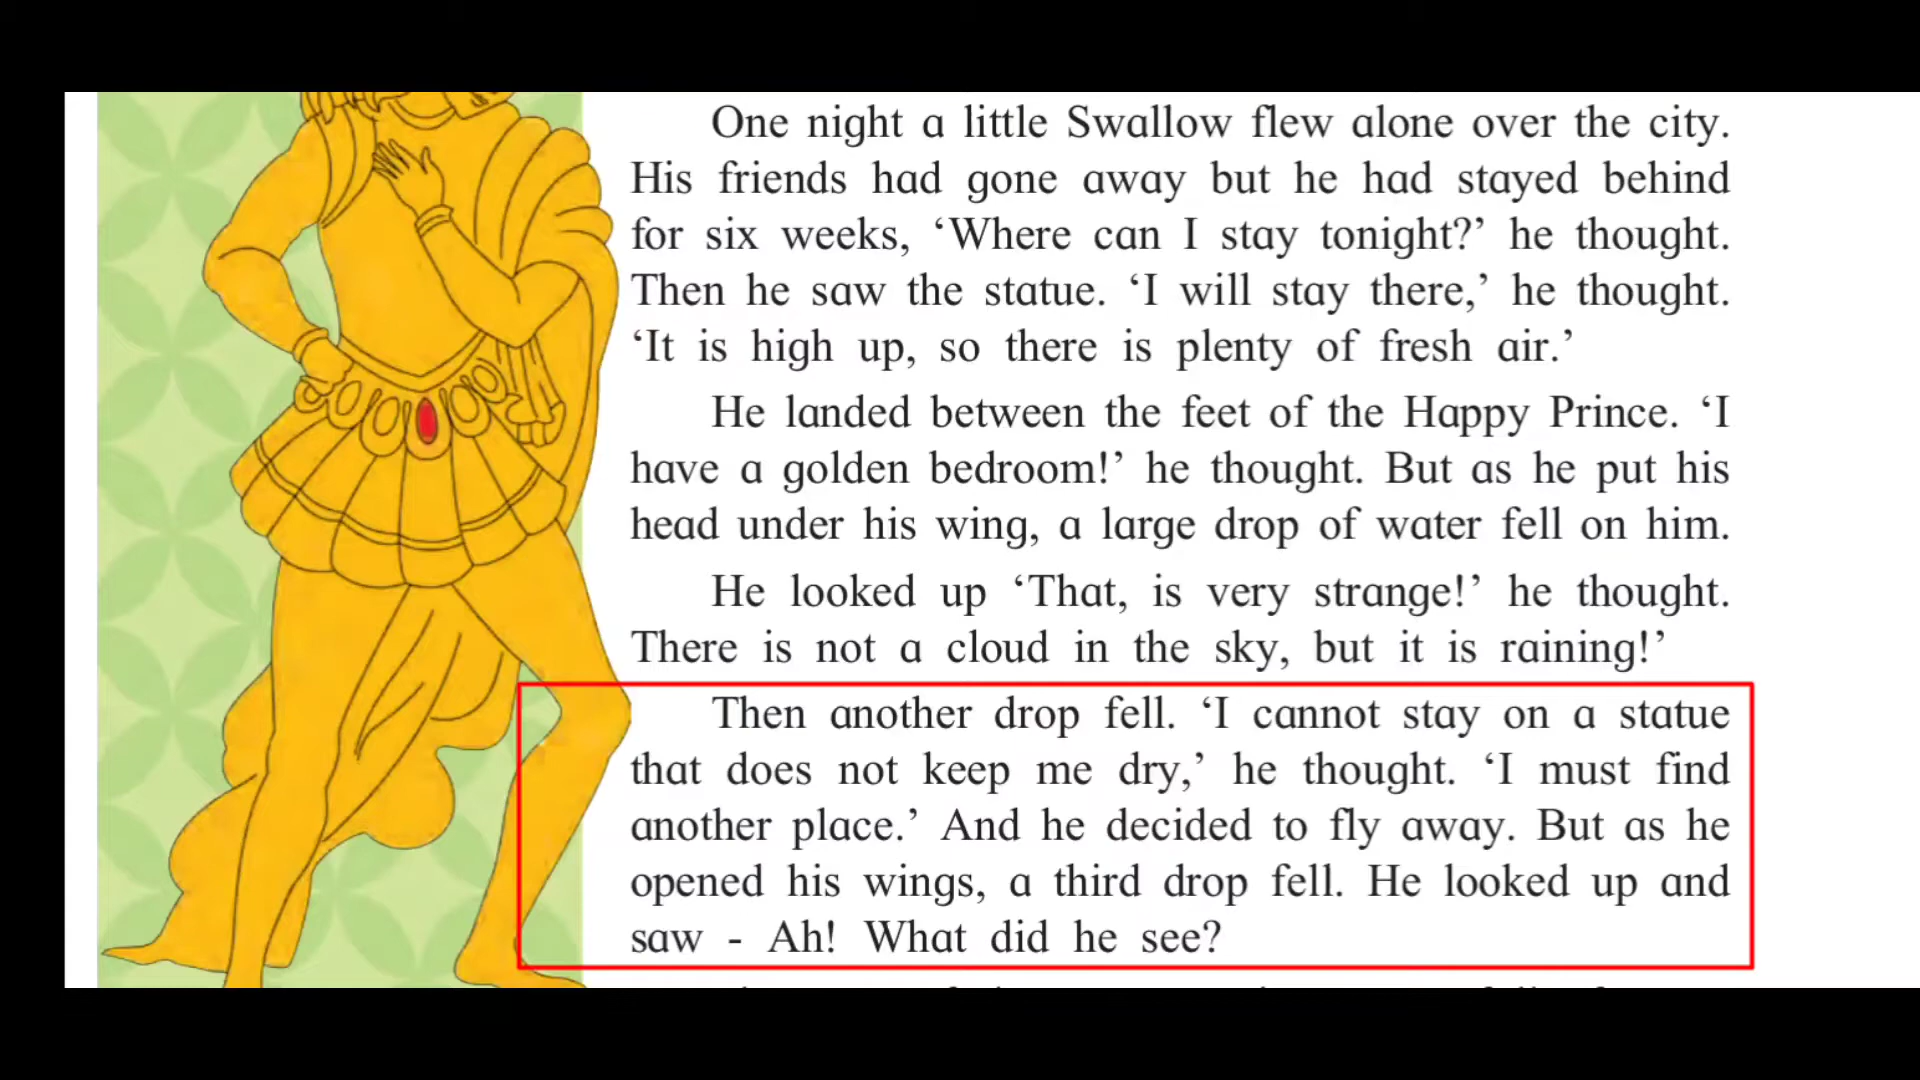 One night a little Swallow flew alone over the city.
His friends had gone away but he had stayed behind
for six weeks, ‘Where can I stay tonight?’ he thought.
Then he saw the statue. ‘I will stay there,’ he thought.
‘It is high up, so there is plenty of fresh air.’
He landed between the feet of the Happy Prince. ‘I
have a golden bedroom!’ he thought. But as he put his
head under his wing, a large drop of water fell on him.
He looked up ‘That, is very strange!’ he thought.
There is not a cloud in the sky, but it is raining!’
Then another drop fell. ‘I cannot stay on a statue
that does not keep me dry,’ he thought. ‘I must find
another place.’ And he decided to fly away. But as he
opened his wings, a third drop fell. He looked up and
saw - Ah! What did he see?